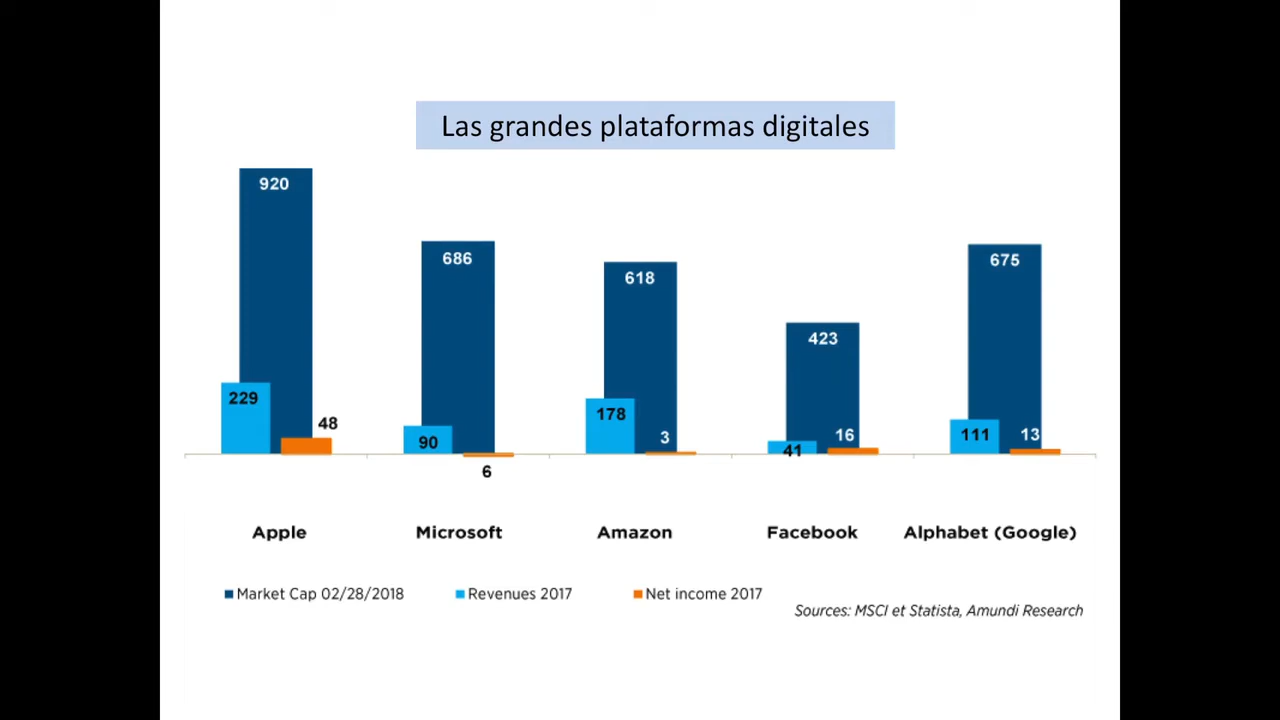 Las grandes plataformas digitales
920
686
618
423
675
229
48
90
6
178
3
41
16
111
13
Apple
Microsoft
Amazon
Facebook
Alphabet (Google)
Market Cap 02/28/2018
Revenues 2017
Net income 2017
Sources: MSCI et Statista, Amundi Research